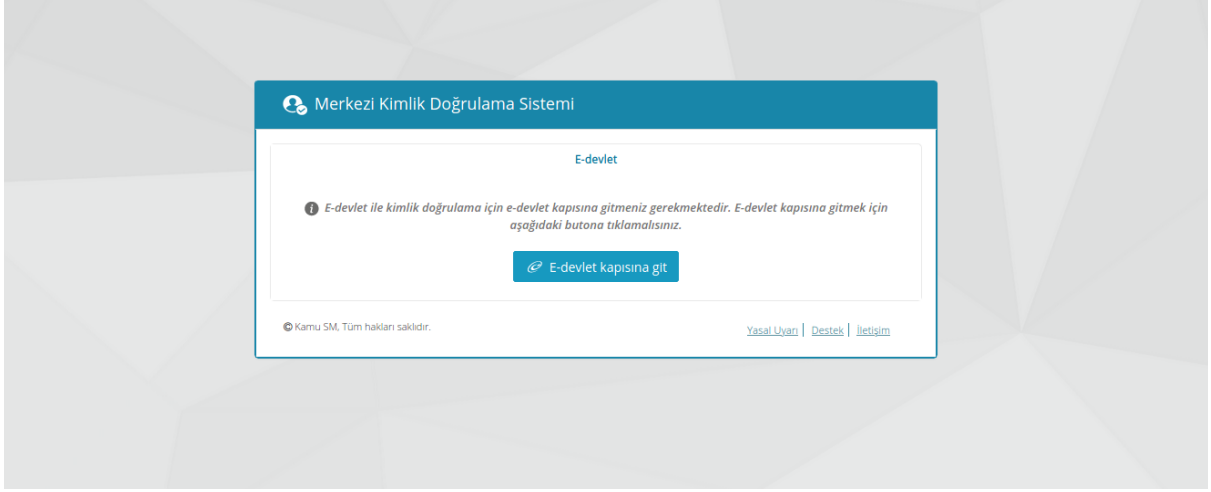 Merkezi Kimlik Doğrulama Sistemi
E-devlet
E-devlet ile kimlik doğrulama için e-devlet kapısına gitmeniz gerekmektedir. E-devlet kapısına gitmek için
aşağıdaki butona tıklamalısınız.
E-devlet kapısına git
© Kamu SM, Tüm hakları saklıdır.
Yasal Uyarı | Destek | İletişim